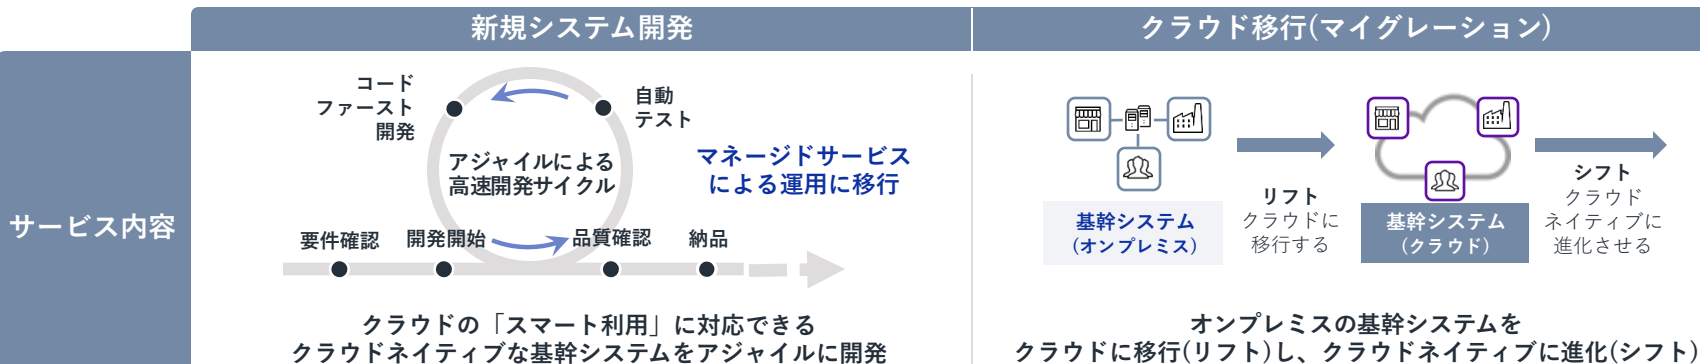 新規システム開発
クラウド移行(マイグレーション)
サービス内容
コード
ファースト
開発
自動
テスト
アジャイルによる
高速開発サイクル
マネージドサービス
による運用に移行
要件確認
開発開始
品質確認
納品
クラウドの「スマート利用」に対応できる
クラウドネイティブな基幹システムをアジャイルに開発
基幹システム
(オンプレミス)
リフト
クラウドに
移行する
基幹システム
(クラウド)
シフト
クラウド
ネイティブに
進化させる
オンプレミスの基幹システムを
クラウドに移行(リフト)し、クラウドネイティブに進化(シフト)